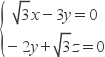 √3x − 3y = 0
− 2y + √3z = 0